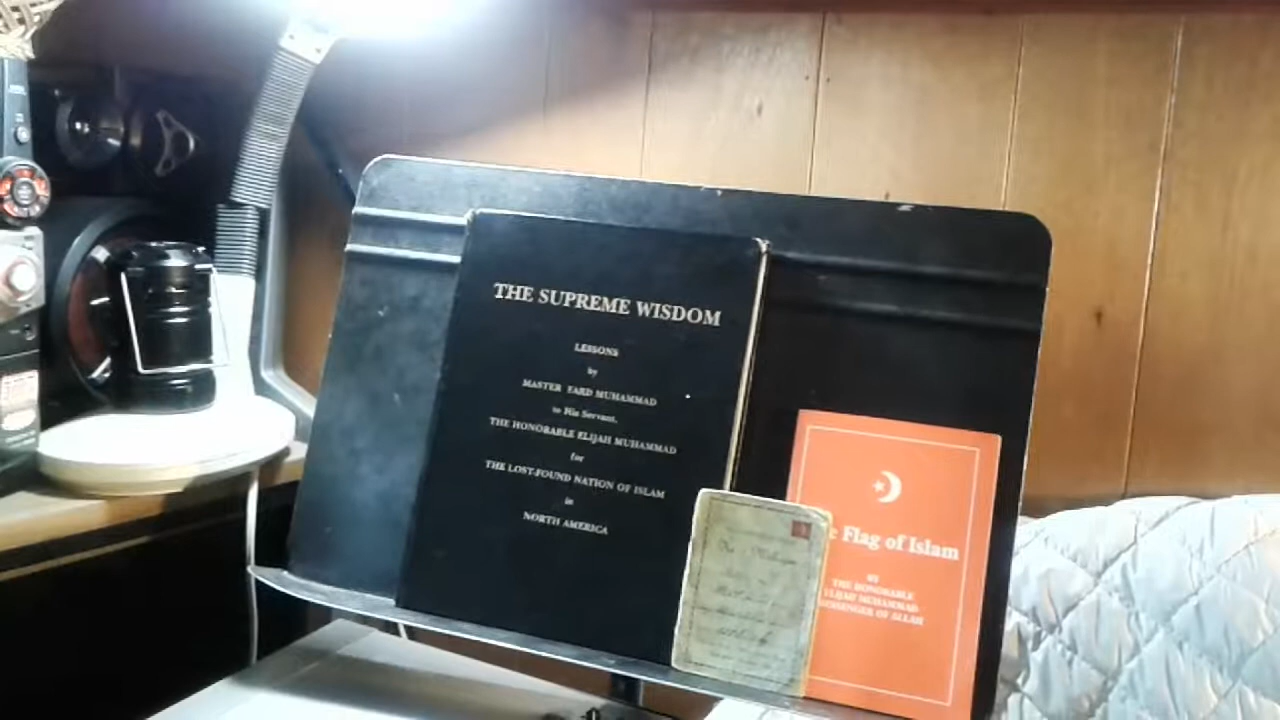 THE SUPREME WISDOM
LESSONS
by
MASTER FARD MUHAMMAD
to His Servant,
THE HONORABLE ELIJAH MUHAMMAD
for
THE LOST-FOUND NATION OF ISLAM
in
NORTH AMERICA
Flag of Islam
BY
THE HONORABLE
ELIJAH MUHAMMAD
MESSENGER OF ALLAH